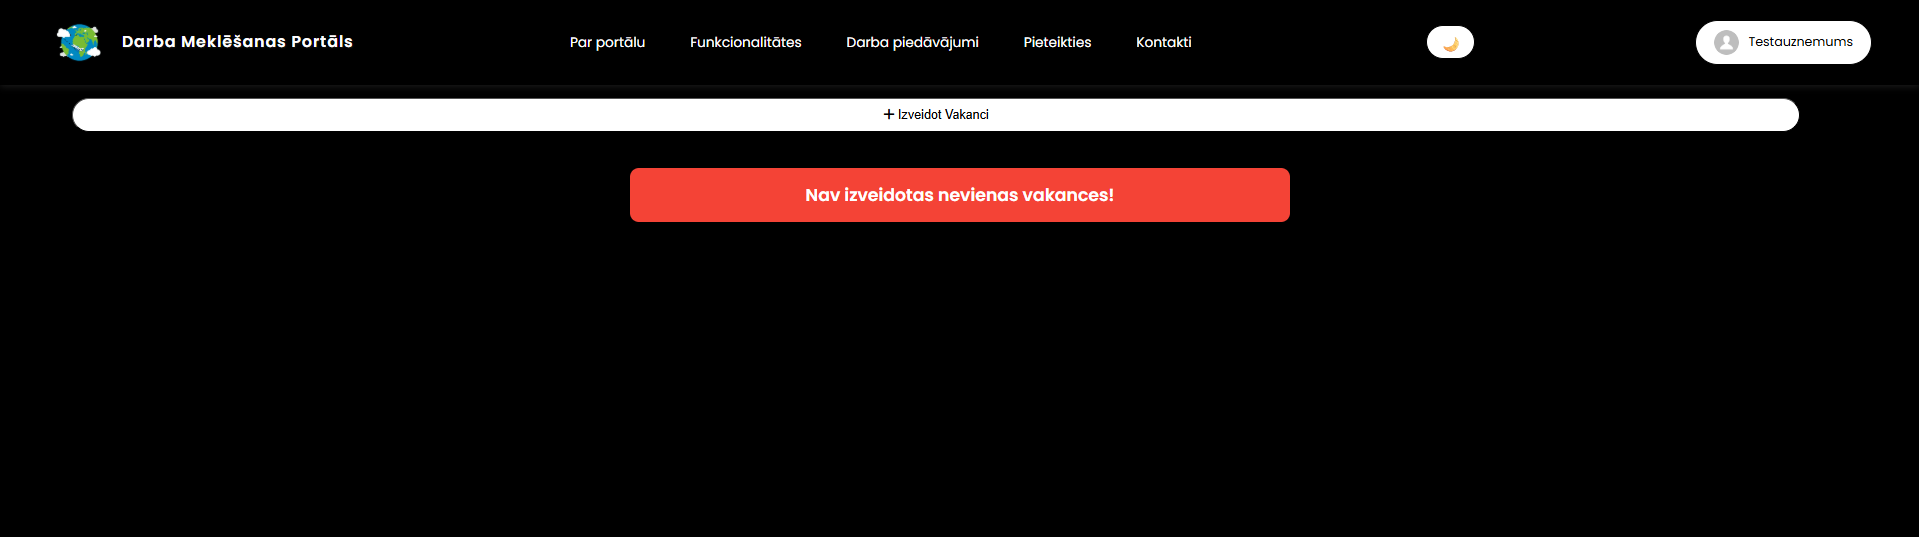 Darba Meklēšanas Portāls
Par portālu
Funkcionalitātes
Darba piedāvājumi
Pieteikties
Kontakti
Testauznemums
+ Izveidot Vakanci
Nav izveidotas nevienas vakances!